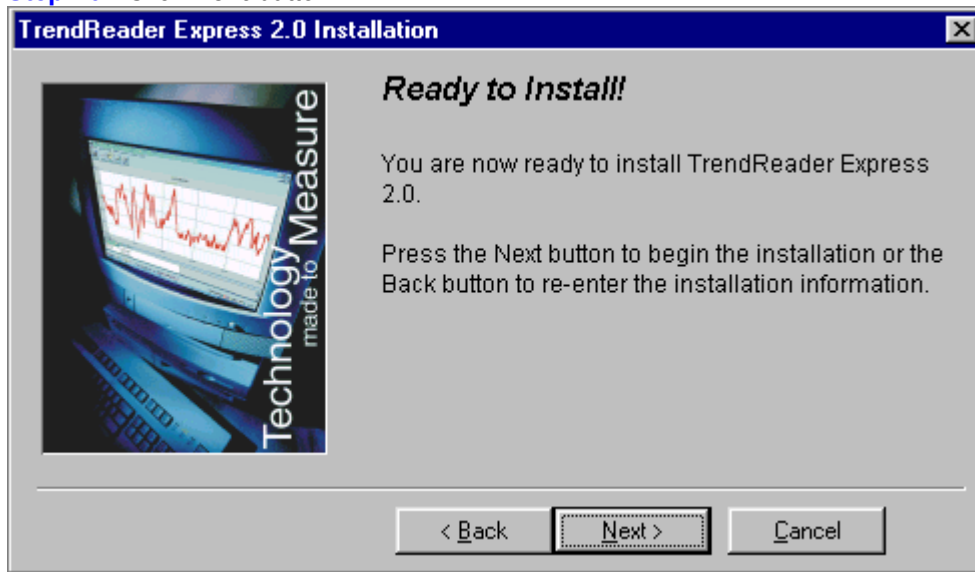 TrendReader Express 2.0 Installation
Technology
made to Measure
Ready to Install!
You are now ready to install TrendReader Express
2.0.
Press the Next button to begin the installation or the
Back button to re-enter the installation information.
< Back
Next >
Cancel